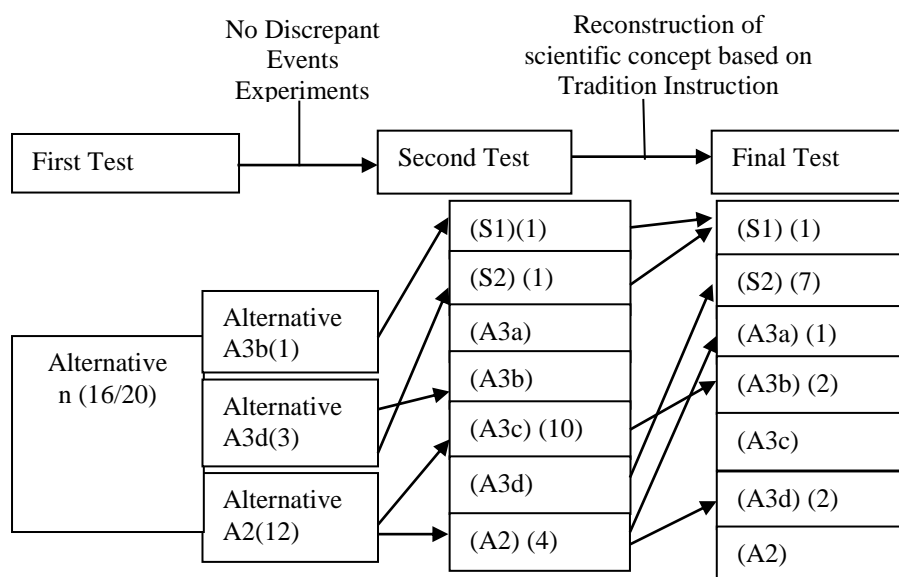 No Discrepant
Events
Experiments
Reconstruction of
scientific concept based on
Tradition Instruction
First Test
Second Test
Final Test
Alternative
n (16/20)
Alternative
A3b(1)
Alternative
A3d(3)
Alternative
A2(12)
(S1)(1)
(S2) (1)
(A3a)
(A3b)
(A3c) (10)
(A3d)
(A2) (4)
(S1) (1)
(S2) (7)
(A3a) (1)
(A3b) (2)
(A3c)
(A3d) (2)
(A2)